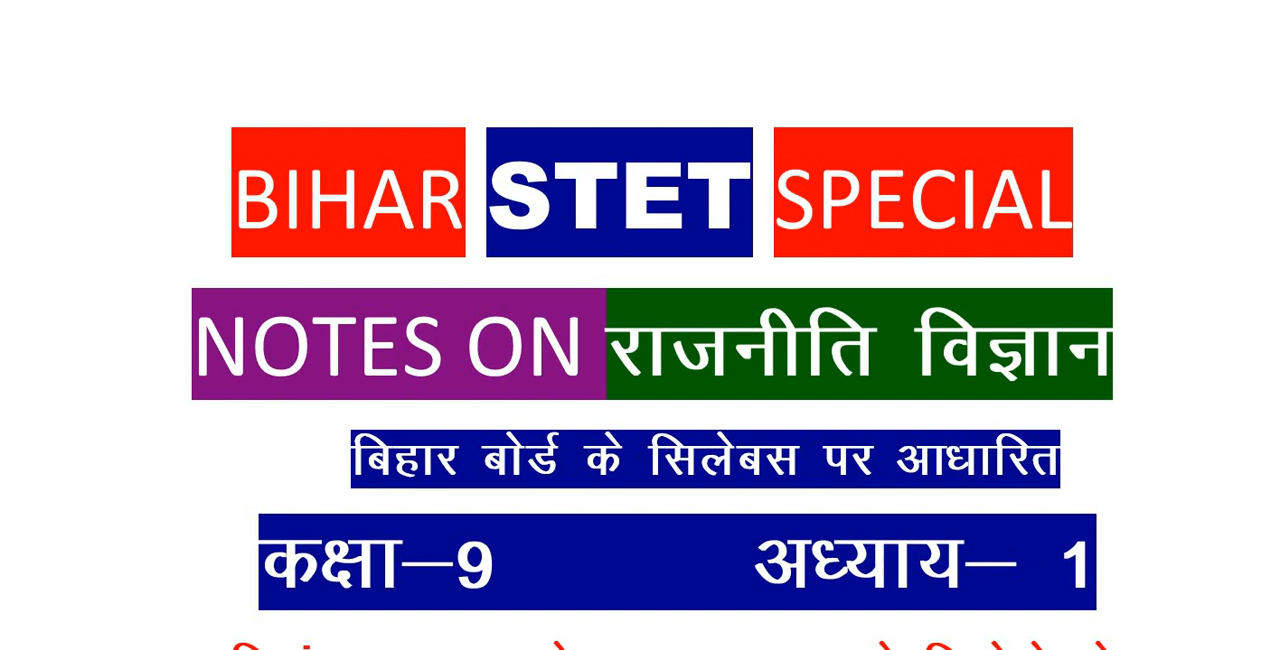 BIHAR STET SPECIAL
NOTES ON राजनीति विज्ञान
बिहार बोर्ड के सिलेबस पर आधारित
कक्षा–9 अध्याय– 1